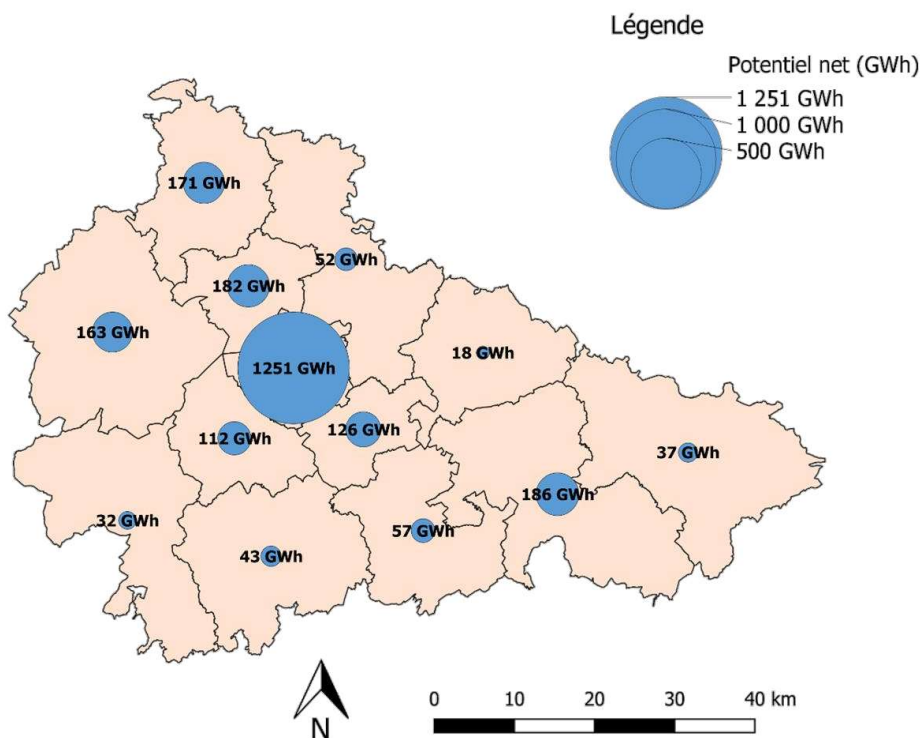 Légende
Potentiel net (GWh)
1 251 GWh
1 000 GWh
500 GWh
171 GWh
52 GWh
182 GWh
163 GWh
18 GWh
1251 GWh
126 GWh
112 GWh
37 GWh
186 GWh
32 GWh
57 GWh
43 GWh
N
0 10 20 30 40 km